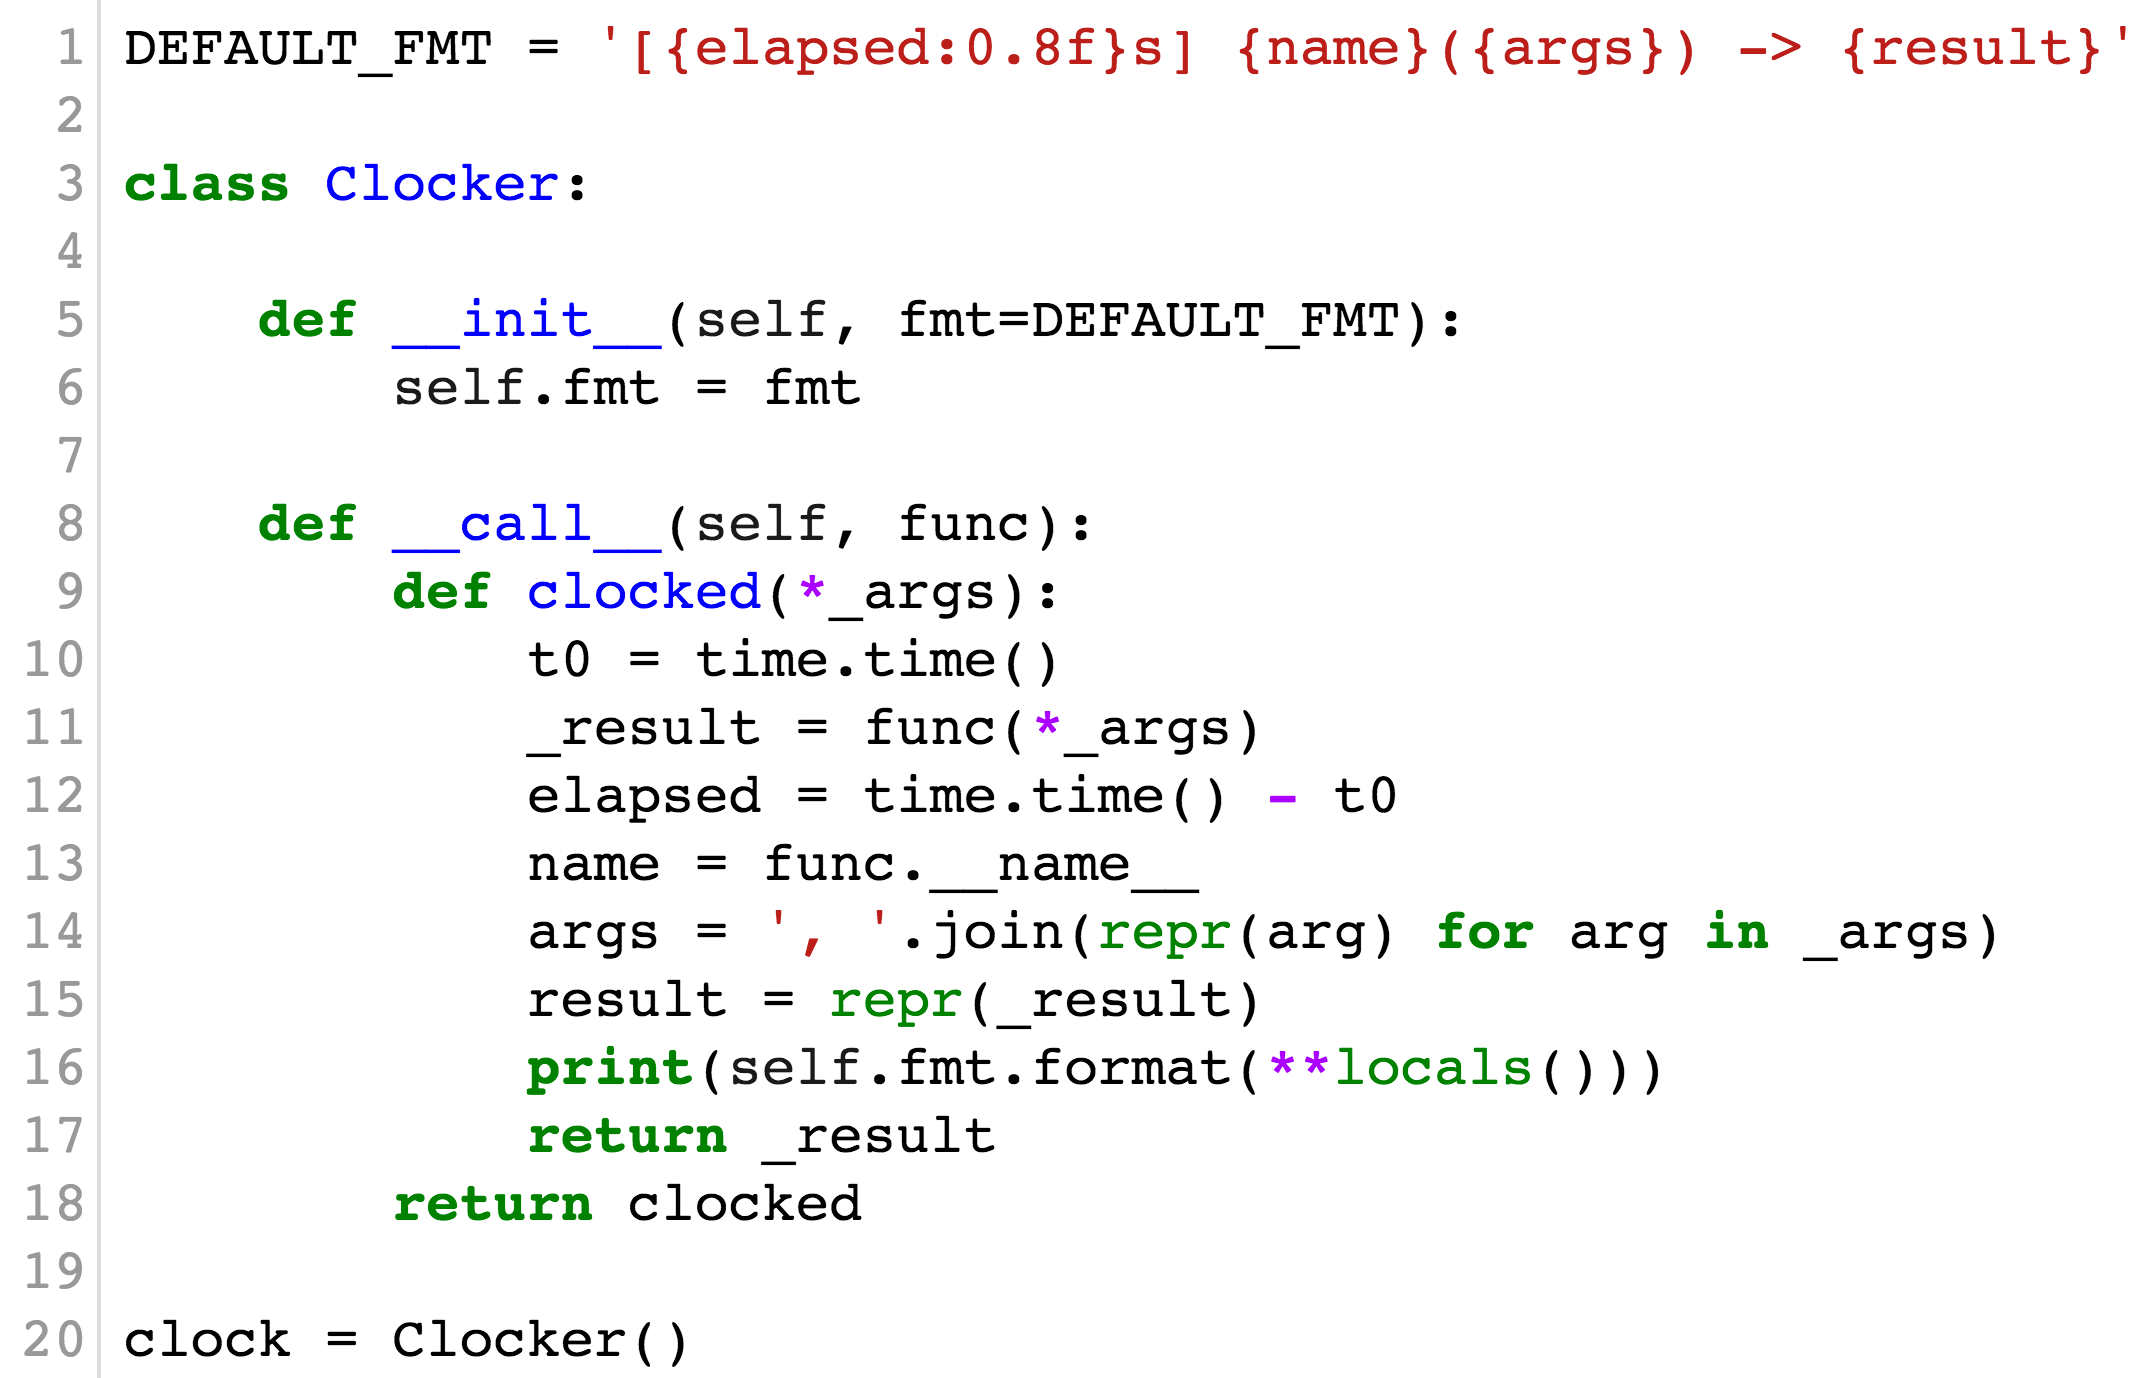 1 DEFAULT_FMT = '[{elapsed:0.8f}s] {name}({args}) -> {result}'
2
3 class Clocker:
4
5     def __init__(self, fmt=DEFAULT_FMT):
6         self.fmt = fmt
7
8     def __call__(self, func):
9         def clocked(*_args):
10             t0 = time.time()
11             _result = func(*_args)
12             elapsed = time.time() - t0
13             name = func.__name__
14             args = ', '.join(repr(arg) for arg in _args)
15             result = repr(_result)
16             print(self.fmt.format(**locals()))
17             return _result
18         return clocked
19
20 clock = Clocker()